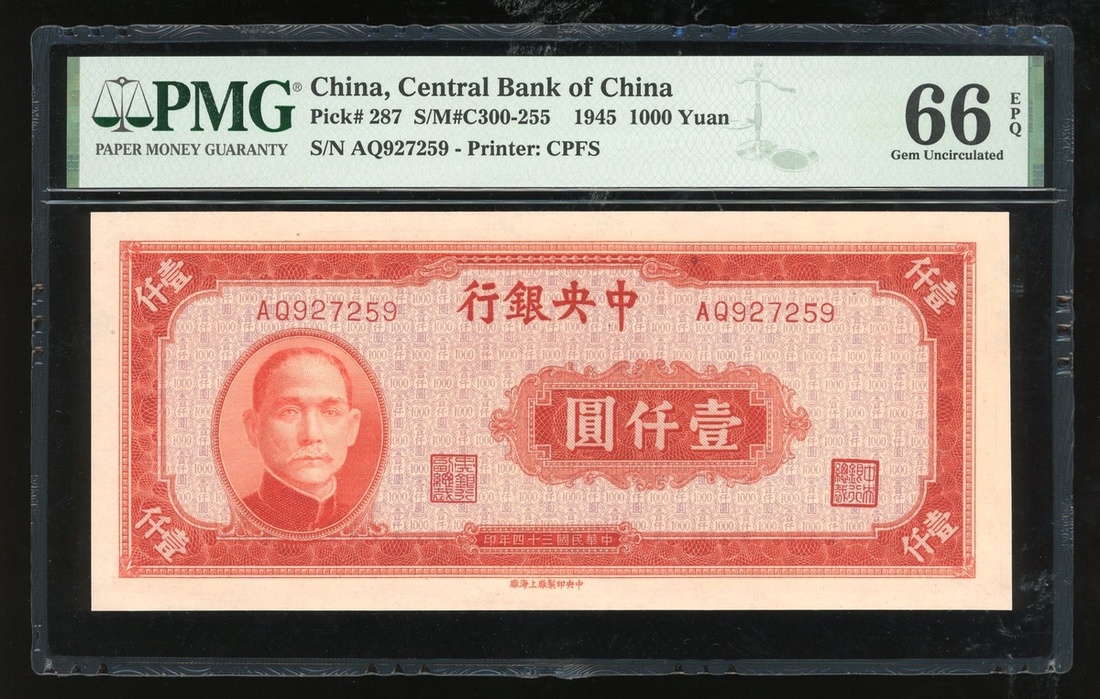 PMG®
PAPER MONEY GUARANTY
China, Central Bank of China
Pick# 287 S/M#C300-255 1945 1000 Yuan
S/N AQ927259 - Printer: CPFS
66
EPQ
Gem Uncirculated
壹仟
壹仟
中央銀行
AQ927259
AQ927259
壹仟圓
壹仟
壹仟
中華民國三十四年印
中央印製廠上海廠